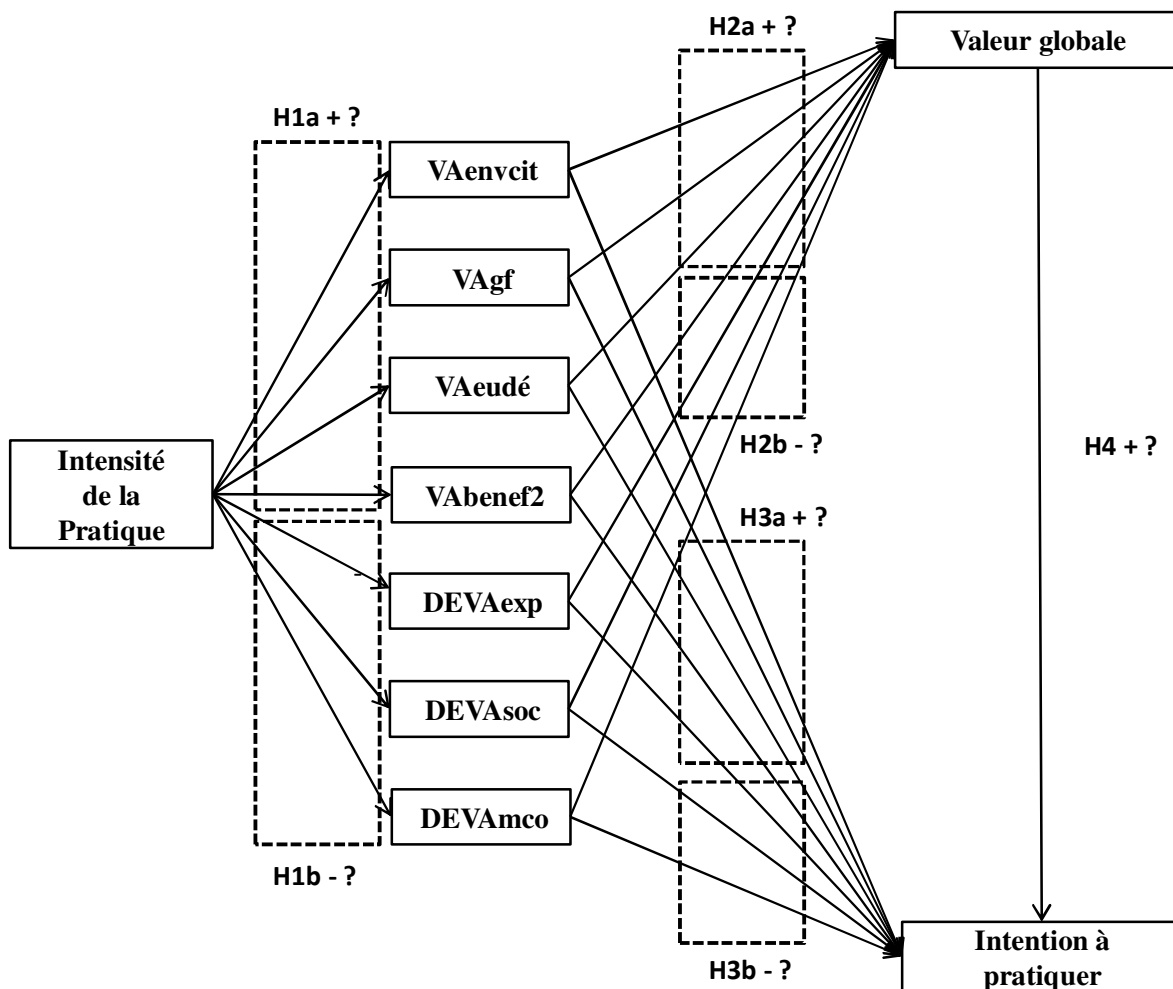 H2a + ?
Valeur globale
H1a + ?
VAenvcit
VAgf
VAeudé
H2b - ?
H4 + ?
Intensité
de la
Pratique
VAbenef2
H3a + ?
DEVAexp
DEVAsoc
DEVAmco
H1b - ?
H3b - ?
Intention à
pratiquer